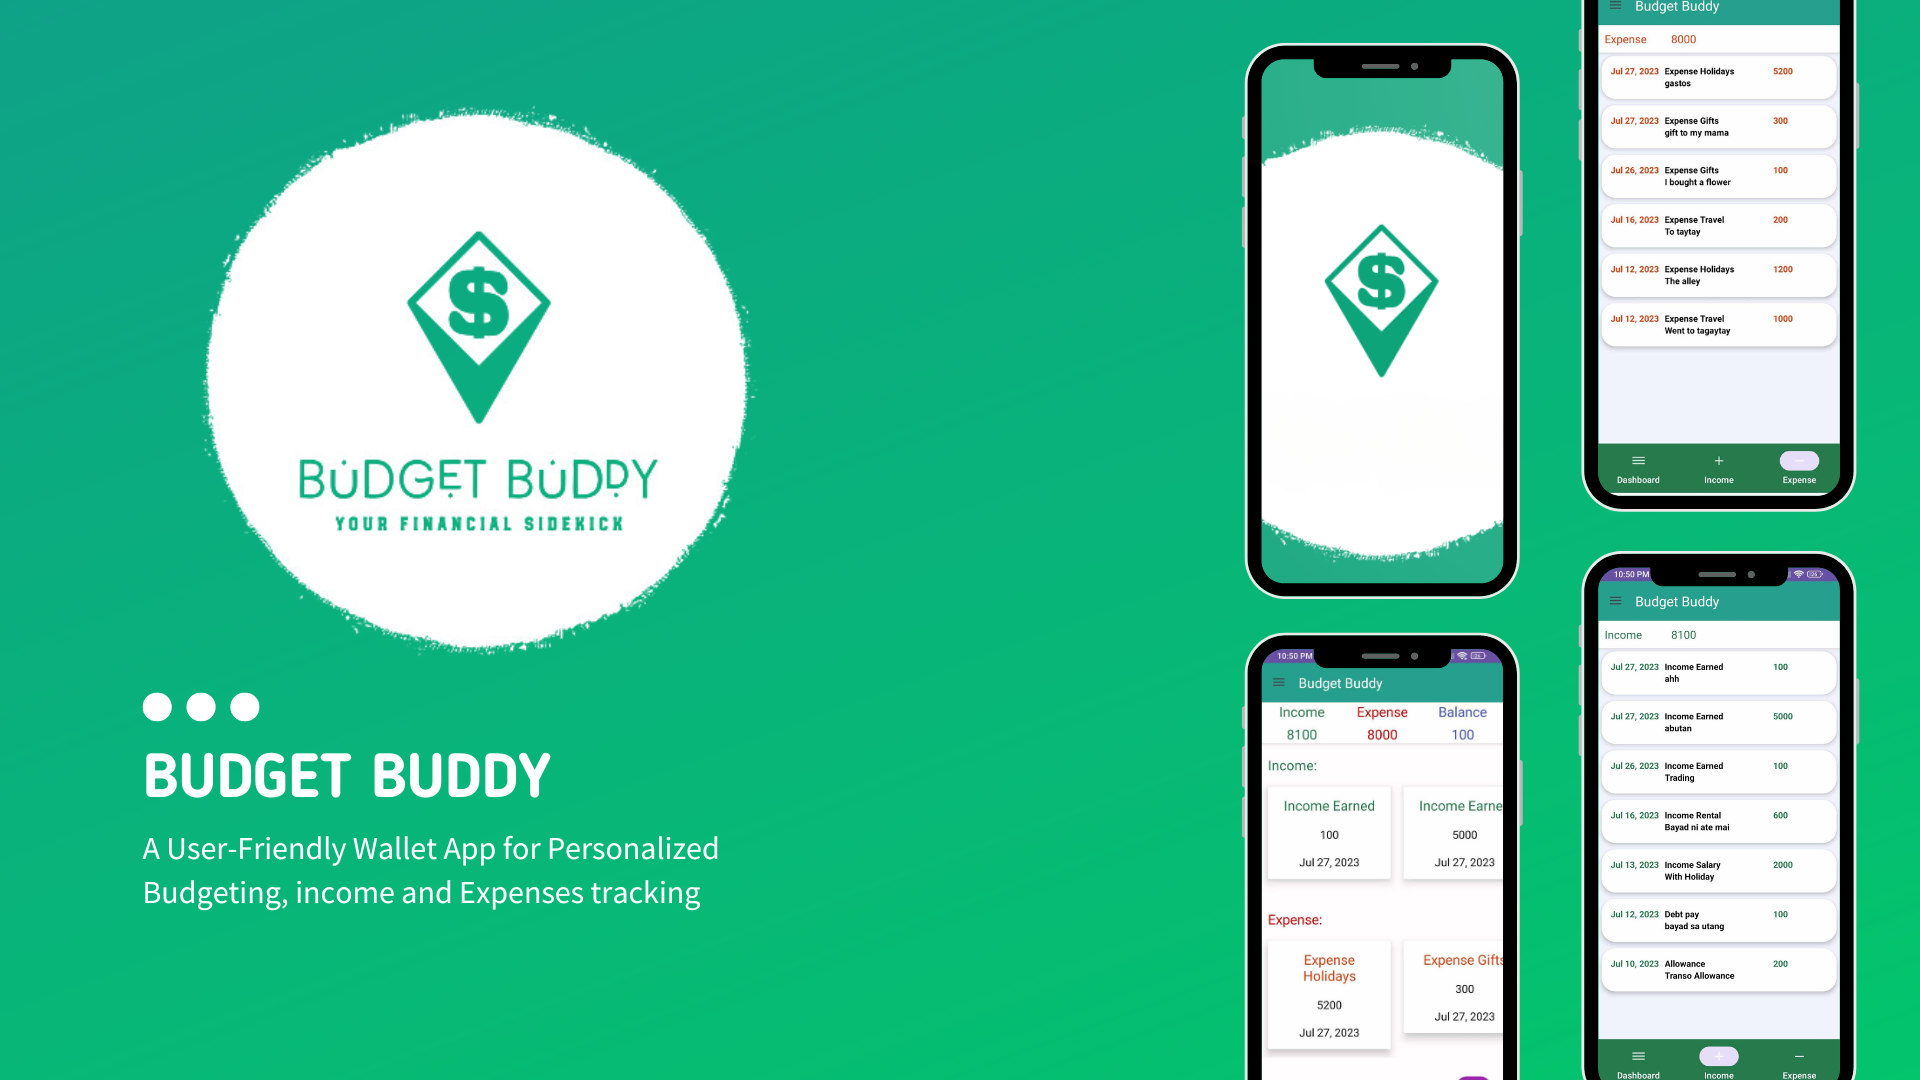 $
BUDGET BUDDY
YOUR FINANCIAL SIDEKICK
BUDGET BUDDY
A User-Friendly Wallet App for Personalized
Budgeting, income and Expenses tracking
$
10:50 PM
Budget Buddy
Income Expense Balance
8100 8000 100
Income:
Income Earned Income Earne
100 5000
Jul 27, 2023 Jul 27, 2023
Expense:
Expense
Holidays
5200
Jul 27, 2023
Expense Gifts
300
Jul 27, 2023
Budget Buddy
Expense 8000
Jul 27, 2023 Expense Holidays 5200
gastos
Jul 27, 2023 Expense Gifts 300
gift to my mama
Jul 26, 2023 Expense Gifts 100
I bought a flower
Jul 16, 2023 Expense Travel 200
To taytay
Jul 12, 2023 Expense Holidays 1200
The alley
Jul 12, 2023 Expense Travel 1000
Went to tagaytay
Dashboard Income Expense
10:50 PM
Budget Buddy
Income 8100
Jul 27, 2023 Income Earned 100
ahh
Jul 27, 2023 Income Earned 5000
abutan
Jul 26, 2023 Income Earned 100
Trading
Jul 16, 2023 Income Rental 600
Bayad ni ate mai
Jul 13, 2023 Income Salary 2000
With Holiday
Jul 12, 2023 Debt pay 100
bayad sa utang
Jul 10, 2023 Allowance 200
Transo Allowance
Dashboard Income Expense